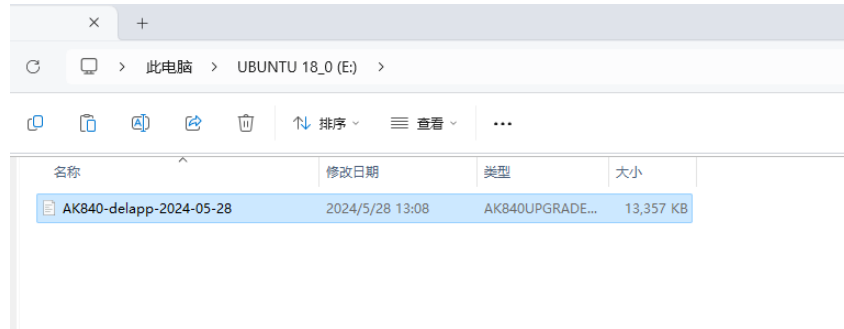 此电脑 > UBUNTU 18_0 (E:) >
排序 查看 ...
名称 修改日期 类型 大小
AK840-delapp-2024-05-28 2024/5/28 13:08 AK840UPGRADE... 13,357 KB